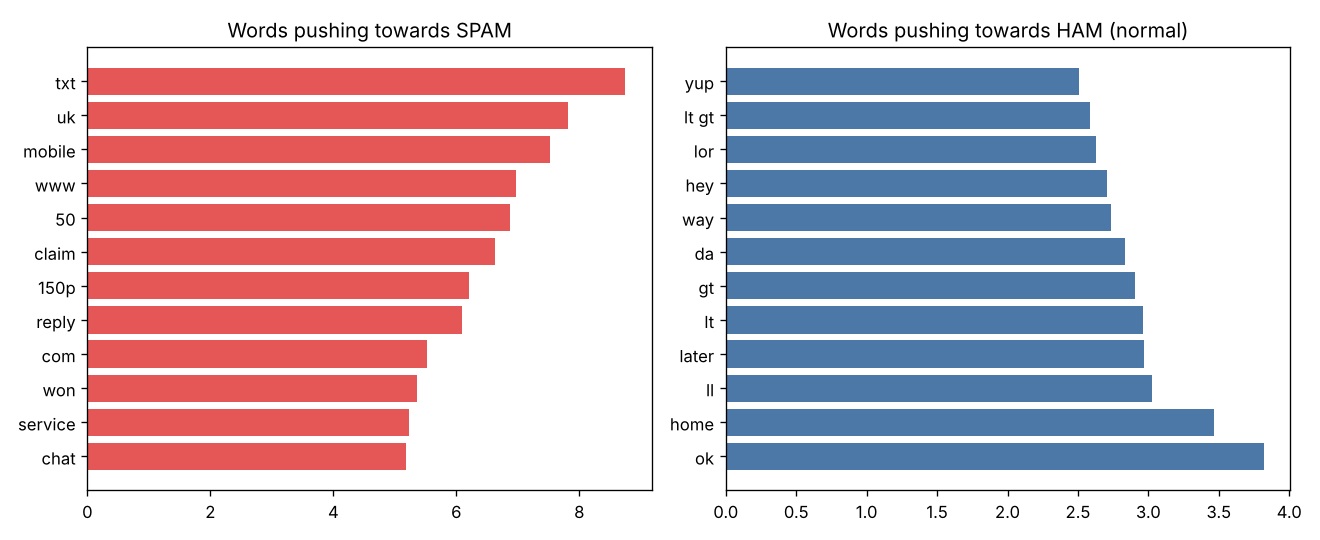 Words pushing towards SPAM
txt
uk
mobile
www
50
claim
150p
reply
com
won
service
chat
0 2 4 6 8
Words pushing towards HAM (normal)
yup
lt gt
lor
hey
way
da
gt
lt
later
ll
home
ok
0.0 0.5 1.0 1.5 2.0 2.5 3.0 3.5 4.0